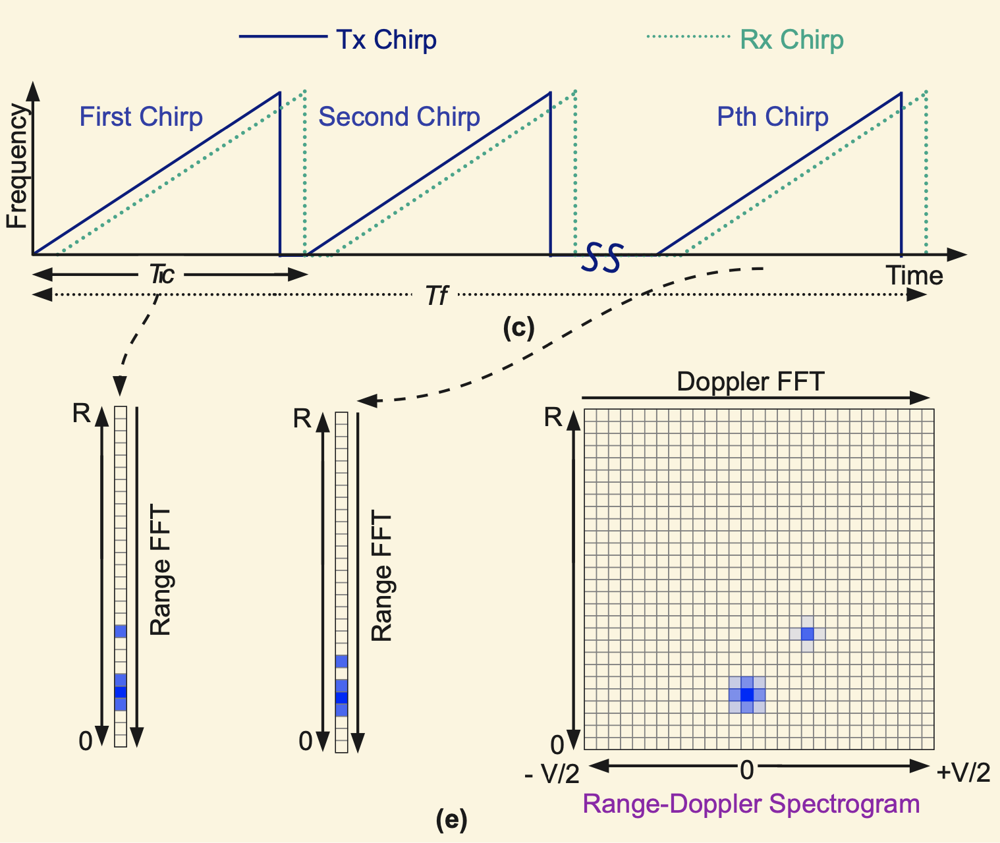 Tx Chirp
Rx Chirp
Frequency
First Chirp
Second Chirp
Pth Chirp
Time
Tf
(c)
Doppler FFT
R
R
R
Range FFT
Range FFT
0
0
0
- V/2
0
+V/2
Range-Doppler Spectrogram
(e)